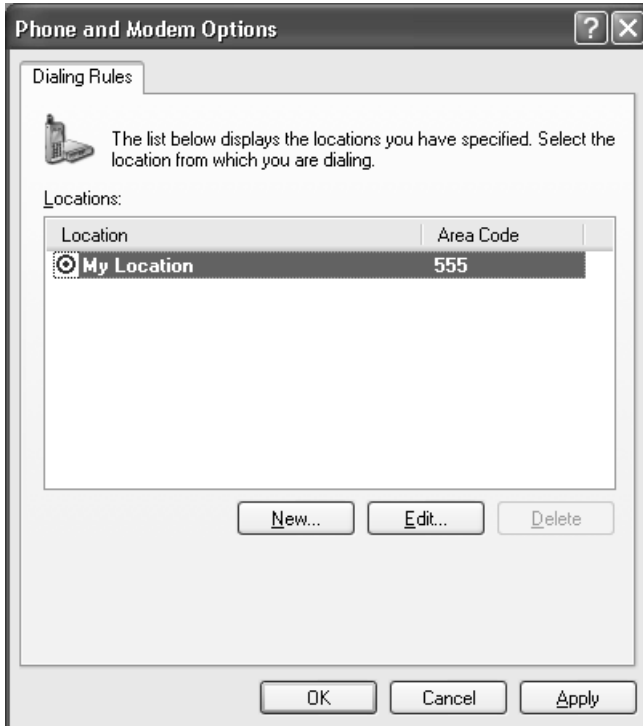 Phone and Modem Options
Dialing Rules
The list below displays the locations you have specified. Select the
location from which you are dialing.
Locations:
Location Area Code
My Location 555
New... Edit... Delete
OK Cancel Apply